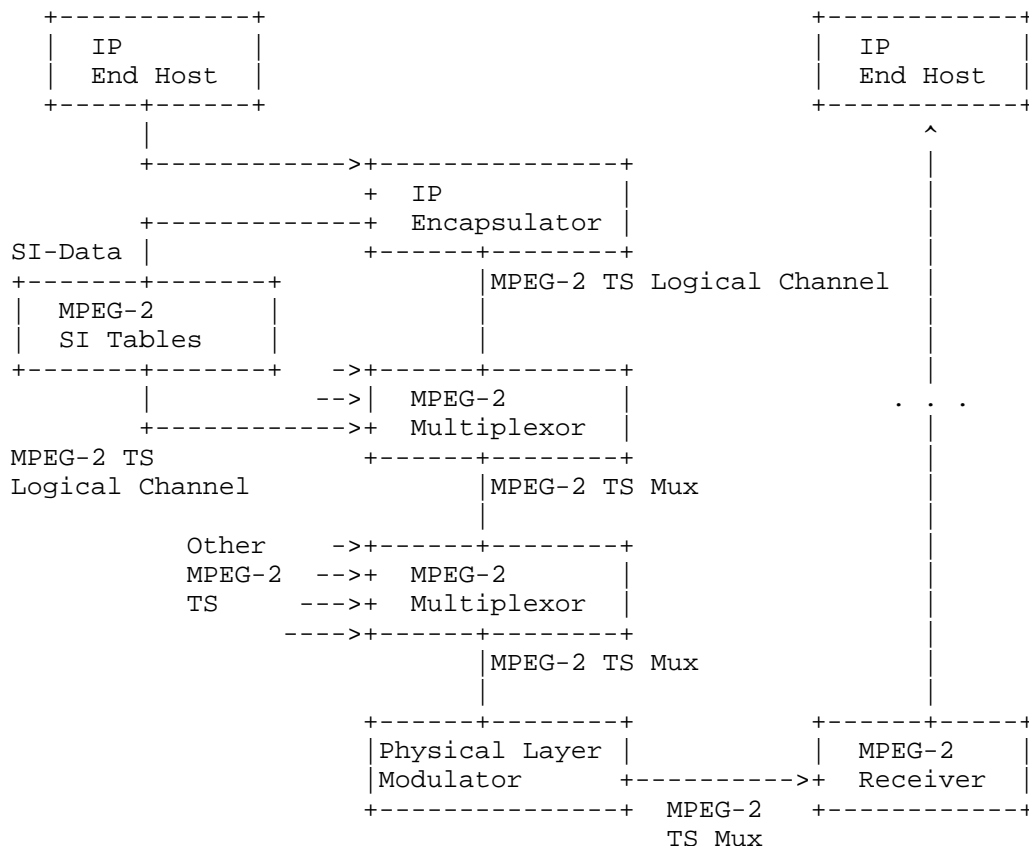 IP
End Host
IP
End Host
IP
Encapsulator
SI-Data
MPEG-2 TS Logical Channel
MPEG-2
SI Tables
MPEG-2
Multiplexor
MPEG-2 TS
Logical Channel
MPEG-2 TS Mux
Other
MPEG-2
TS
MPEG-2
Multiplexor
MPEG-2 TS Mux
Physical Layer
Modulator
MPEG-2
Receiver
MPEG-2
TS Mux